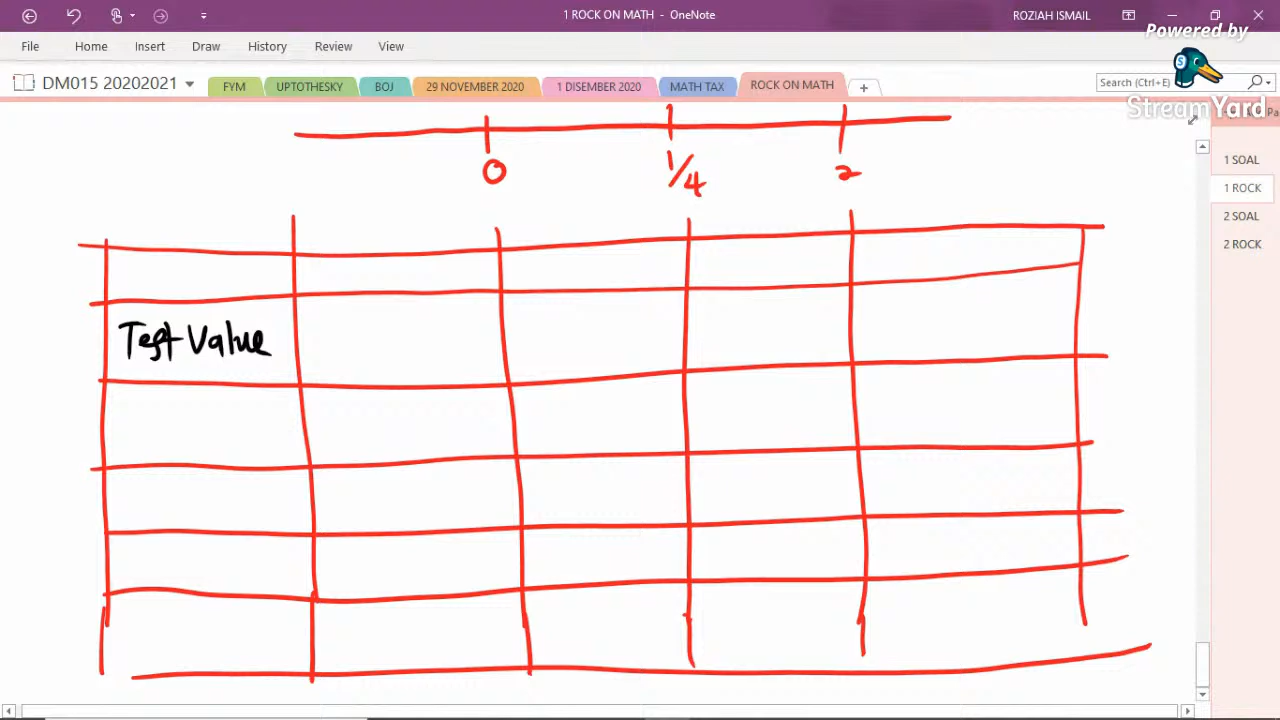 1 ROCK ON MATH - OneNote
ROZIAH ISMAIL
Powered by
File Home Insert Draw History Review View
DM015 20202021
FYM
UPTOTHESKY
BOJ
29 NOVEMBER 2020
1 DISEMBER 2020
MATH TAX
ROCK ON MATH
+
Search (Ctrl+E)
StreamYard
Pa
1 SOAL
1 ROCK
2 SOAL
2 ROCK
0 1/4 2
Test Value